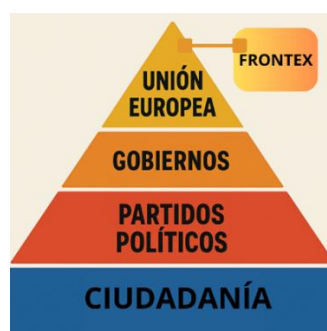 FRONTEX
UNIÓN
EUROPEA
GOBIERNOS
PARTIDOS
POLÍTICOS
CIUDADANÍA